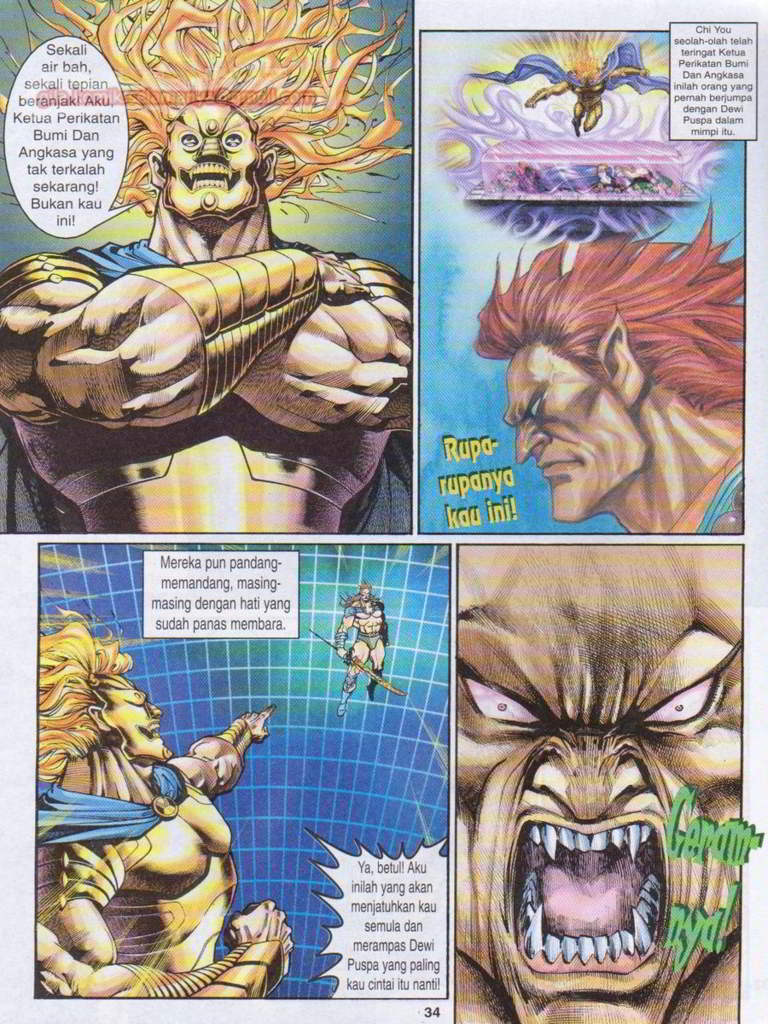 Sekali
air bah,
sekali tepian
beranjak! Aku,
Ketua Perikatan
Bumi Dan
Angkasa yang
tak terkalah
sekarang!
Bukan kau
ini!
Chi You
seolah-olah telah
teringat Ketua
Perikatan Bumi
Dan Angkasa
inilah orang yang
pernah berjumpa
dengan Dewi
Puspa dalam
mimpi itu.
Rupa-
rupanya
kau ini!
Mereka pun pandang-
memandang, masing-
masing dengan hati yang
sudah panas membara.
Ya, betul! Aku
inilah yang akan
menjatuhkan kau
semula dan
merampas Dewi
Puspa yang paling
kau cintai itu nanti!
Geram-
nya!
34